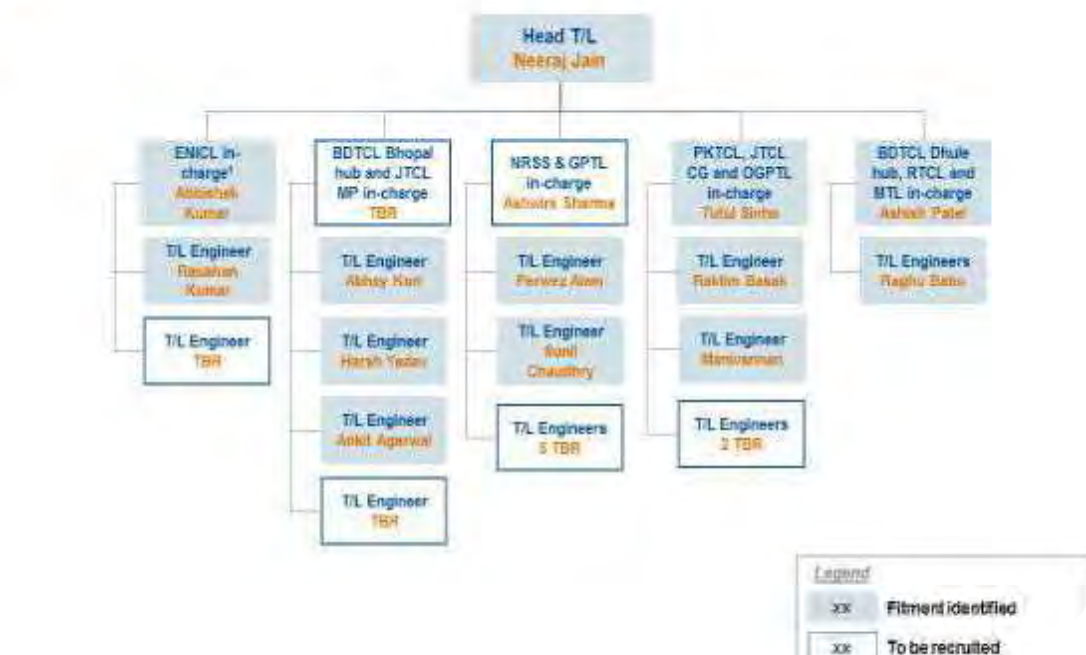 Head T/L
Neeraj Jain
ENICL in-
charge¹
Abhishek
Kumar
BDTCL Bhopal
hub and JTCL
MP in-charge
TBR
NRSS & GPTL
in-charge
Ashwini Sharma
PKTCL, JTCL
CG and OGPTL
in-charge
Tutul Sinha
BDTCL Dhule
hub, RTCL and
MTL in-charge
Ashish Patel
T/L Engineer
Kumar
T/L Engineer
Abhay
T/L Engineer
Perwez Alam
T/L Engineer
Raktim Basak
T/L Engineers
Raghu Babu
T/L Engineer
TBR
T/L Engineer
Harsh Yadav
T/L Engineer
Sunil
Chaudhry
T/L Engineer
Manivannan
T/L Engineer
Ankit Agarwal
T/L Engineers
5 TBR
T/L Engineers
2 TBR
T/L Engineer
TBR
Legend
xx Fitment identified
xx To be recruited